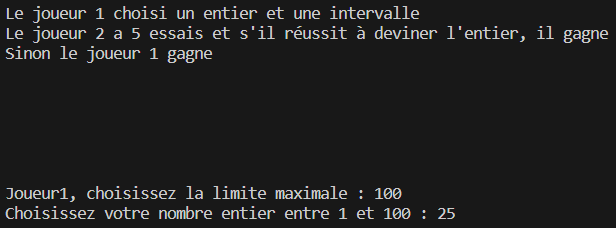 Le joueur 1 choisi un entier et une intervalle
Le joueur 2 a 5 essais et s'il réussit à deviner l'entier, il gagne
Sinon le joueur 1 gagne
Joueur1, choisissez la limite maximale : 100
Choisissez votre nombre entier entre 1 et 100 : 25